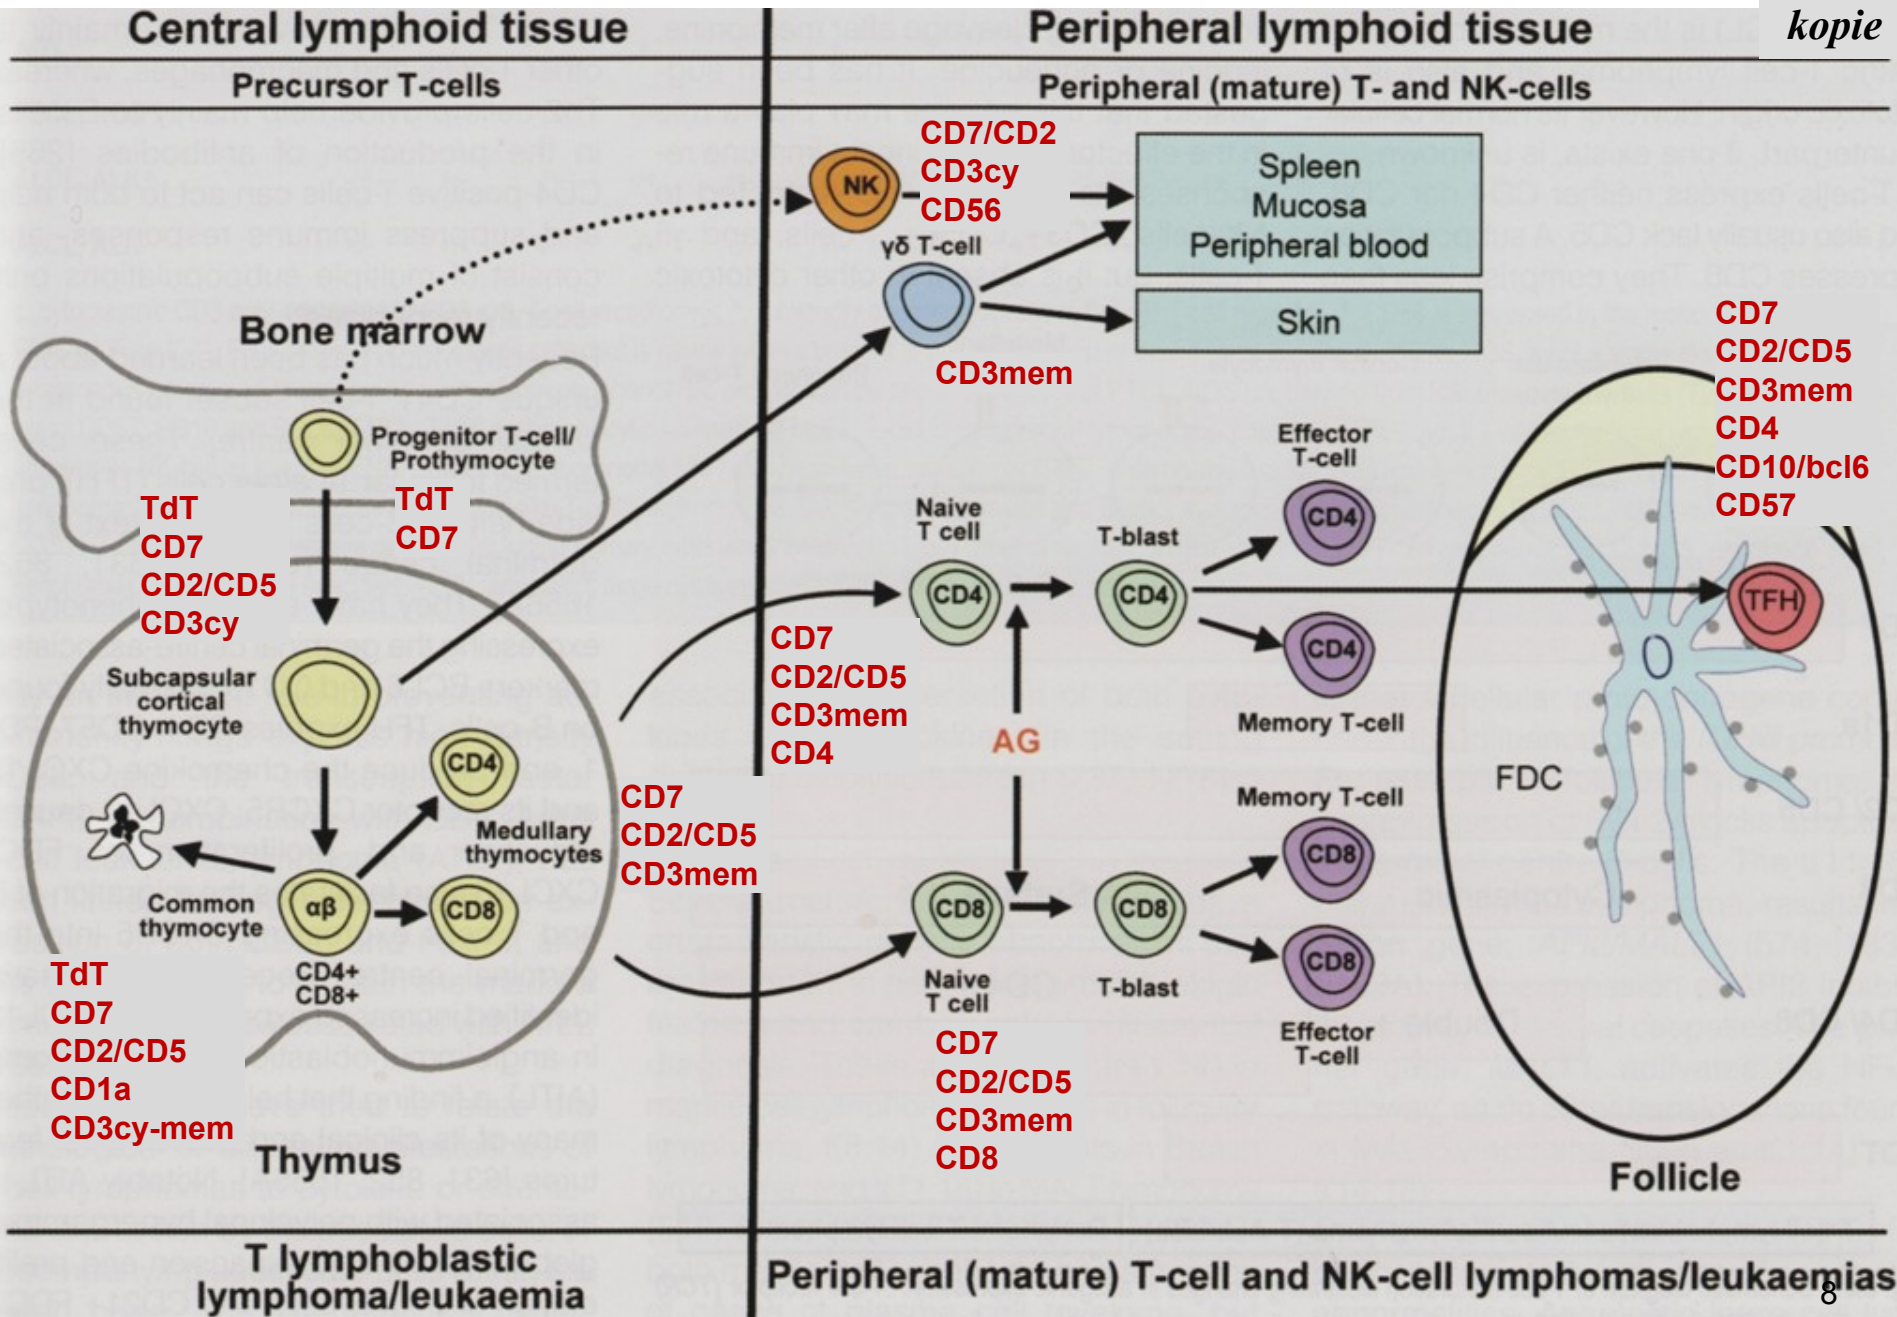 Central lymphoid tissue
Peripheral lymphoid tissue
kopie
Precursor T-cells
Peripheral (mature) T- and NK-cells
NK
CD7/CD2
CD3cy
CD56
Spleen
Mucosa
Peripheral blood
γδ T-cell
Skin
CD3mem
Bone marrow
Progenitor T-cell/
Prothymocyte
TdT
CD7
TdT
CD7
CD2/CD5
CD3cy
Subcapsular
cortical
thymocyte
CD4
Medullary
thymocytes
Common
thymocyte
αβ
CD8
CD4+
CD8+
TdT
CD7
CD2/CD5
CD1a
CD3cy-mem
Thymus
CD7
CD2/CD5
CD3mem
Naive
T cell
CD4
T-blast
CD4
Effector
T-cell
CD4
CD4
Memory T-cell
CD7
CD2/CD5
CD3mem
CD4
AG
Memory T-cell
CD8
CD8
Naive
T cell
CD8
T-blast
CD8
Effector
T-cell
CD7
CD2/CD5
CD3mem
CD8
CD7
CD2/CD5
CD3mem
CD4
CD10/bcl6
CD57
TFH
FDC
Follicle
T lymphoblastic
lymphoma/leukaemia
Peripheral (mature) T-cell and NK-cell lymphomas/leukaemias
8